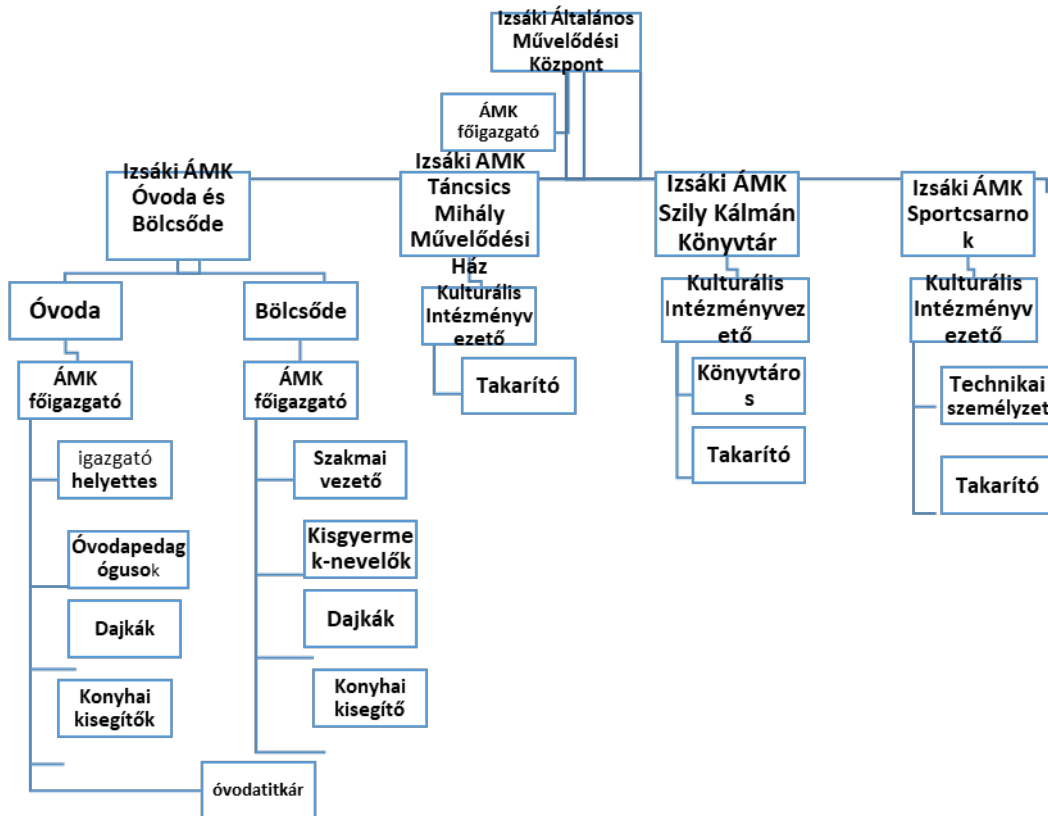 Izsáki Általános
Művelődési
Központ
ÁMK
főigazgató
Izsáki ÁMK
Óvoda és
Bölcsőde
Izsáki AMK
Táncsics
Mihály
Művelődési
Ház
Izsáki ÁMK
Szily Kálmán
Könyvtár
Izsáki ÁMK
Sportcsarno
k
Óvoda
Bölcsőde
Kulturális
Intézményv
ezető
Kulturális
Intézményvez
ető
Kulturális
Intézményv
ezető
ÁMK
főigazgató
ÁMK
főigazgató
Takarító
Könyvtáro
s
Technikai
személyzet
igazgató
helyettes
Szakmai
vezető
Takarító
Takarító
Óvodapedag
ógusok
Kisgyerme
k-nevelők
Dajkák
Dajkák
Konyhai
kisegítők
Konyhai
kisegítő
óvodatitkár